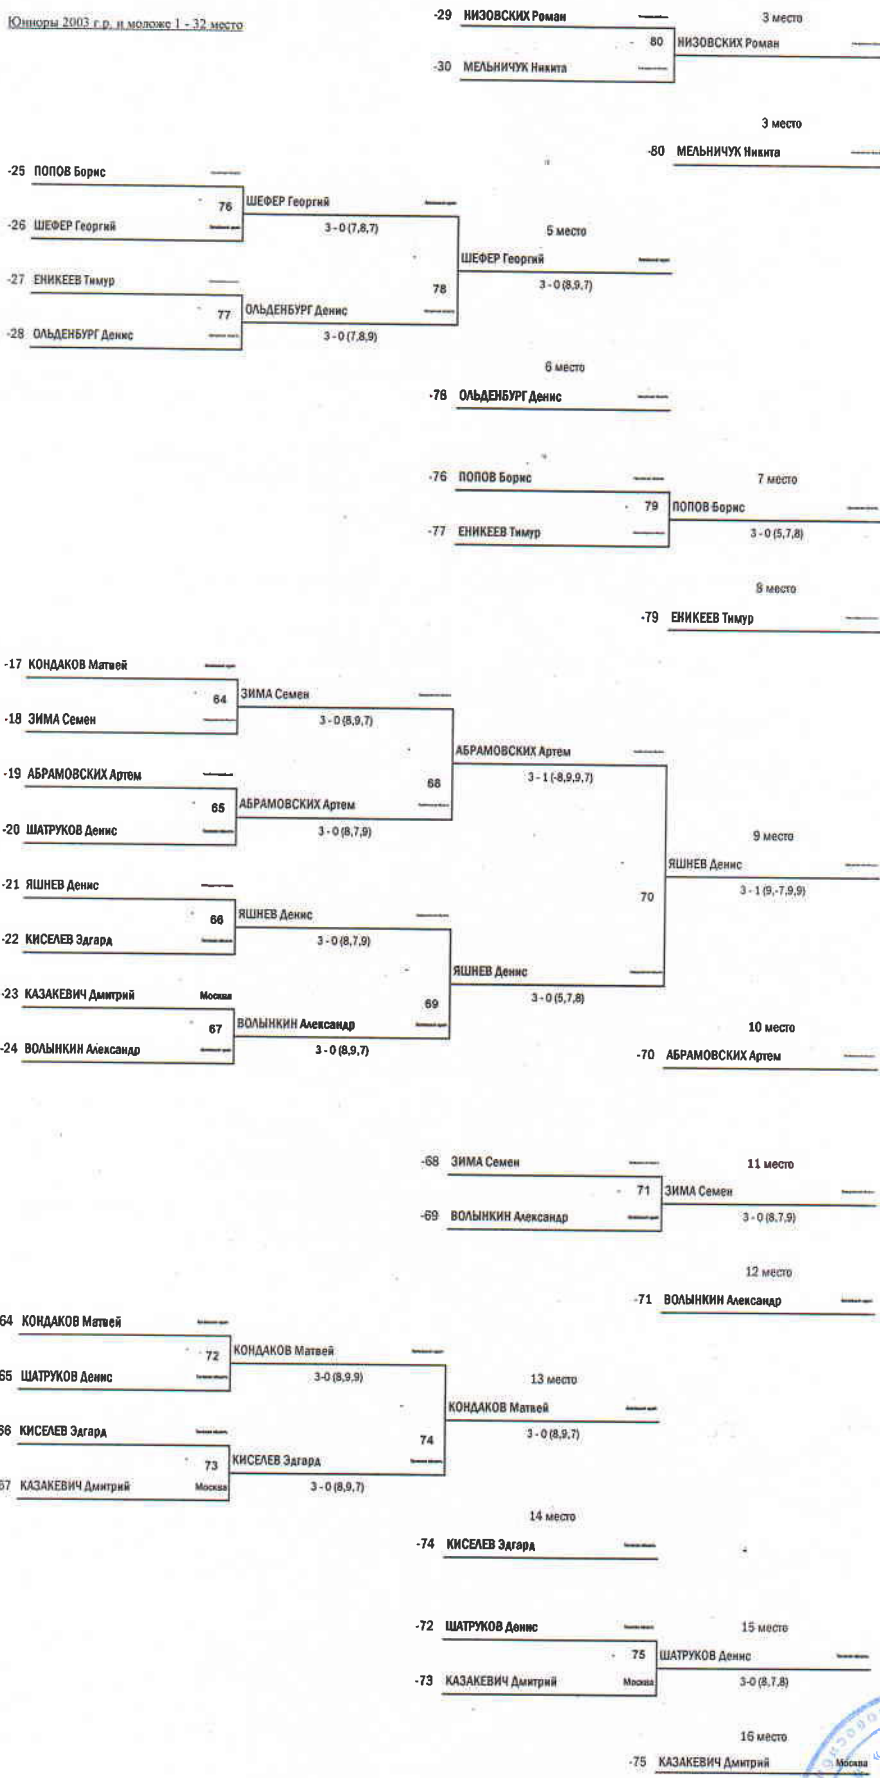 Юниоры 2003 г.р. и моложе 1 - 32 место
-29 НИЗОВСКИХ Роман
3 место
80 НИЗОВСКИХ Роман
-30 МЕЛЬНИЧУК Никита
3 место
-80 МЕЛЬНИЧУК Никита
-25 ПОПОВ Борис
76 ШЕФЕР Георгий
-26 ШЕФЕР Георгий
3 - 0 (7,8,7)
5 место
ШЕФЕР Георгий
-27 ЕНИКЕЕВ Тимур
78
3 - 0 (8,9,7)
77 ОЛЬДЕНБУРГ Денис
-28 ОЛЬДЕНБУРГ Денис
3 - 0 (7,8,9)
6 место
-78 ОЛЬДЕНБУРГ Денис
-76 ПОПОВ Борис
7 место
79 ПОПОВ Борис
-77 ЕНИКЕЕВ Тимур
3 - 0 (5,7,8)
8 место
-79 ЕНИКЕЕВ Тимур
-17 КОНДАКОВ Матвей
64 ЗИМА Семен
-18 ЗИМА Семен
3 - 0 (8,9,7)
АБРАМОВСКИХ Артем
-19 АБРАМОВСКИХ Артем
68
3 - 1 (-8,9,9,7)
65 АБРАМОВСКИХ Артем
-20 ШАТРУКОВ Денис
3 - 0 (8,7,9)
9 место
ЯШНЕВ Денис
-21 ЯШНЕВ Денис
70
3 - 1 (9,-7,9,9)
66 ЯШНЕВ Денис
-22 КИСЕЛЕВ Эдгард
3 - 0 (8,7,9)
ЯШНЕВ Денис
-23 КАЗАКЕВИЧ Дмитрий Москва
69
3 - 0 (5,7,8)
67 ВОЛЫНКИН Александр
-24 ВОЛЫНКИН Александр
3 - 0 (8,9,7)
10 место
-70 АБРАМОВСКИХ Артем
-68 ЗИМА Семен
11 место
71 ЗИМА Семен
-69 ВОЛЫНКИН Александр
3 - 0 (8,7,9)
12 место
-71 ВОЛЫНКИН Александр
64 КОНДАКОВ Матвей
72 КОНДАКОВ Матвей
65 ШАТРУКОВ Денис
3-0 (8,9,9)
13 место
КОНДАКОВ Матвей
66 КИСЕЛЕВ Эдгард
74
3 - 0 (8,9,7)
73 КИСЕЛЕВ Эдгард
67 КАЗАКЕВИЧ Дмитрий Москва
3 - 0 (8,9,7)
14 место
-74 КИСЕЛЕВ Эдгард
-72 ШАТРУКОВ Денис
15 место
75 ШАТРУКОВ Денис
-73 КАЗАКЕВИЧ Дмитрий Москва
3-0 (8,7,8)
16 место
-75 КАЗАКЕВИЧ Дмитрий Москва